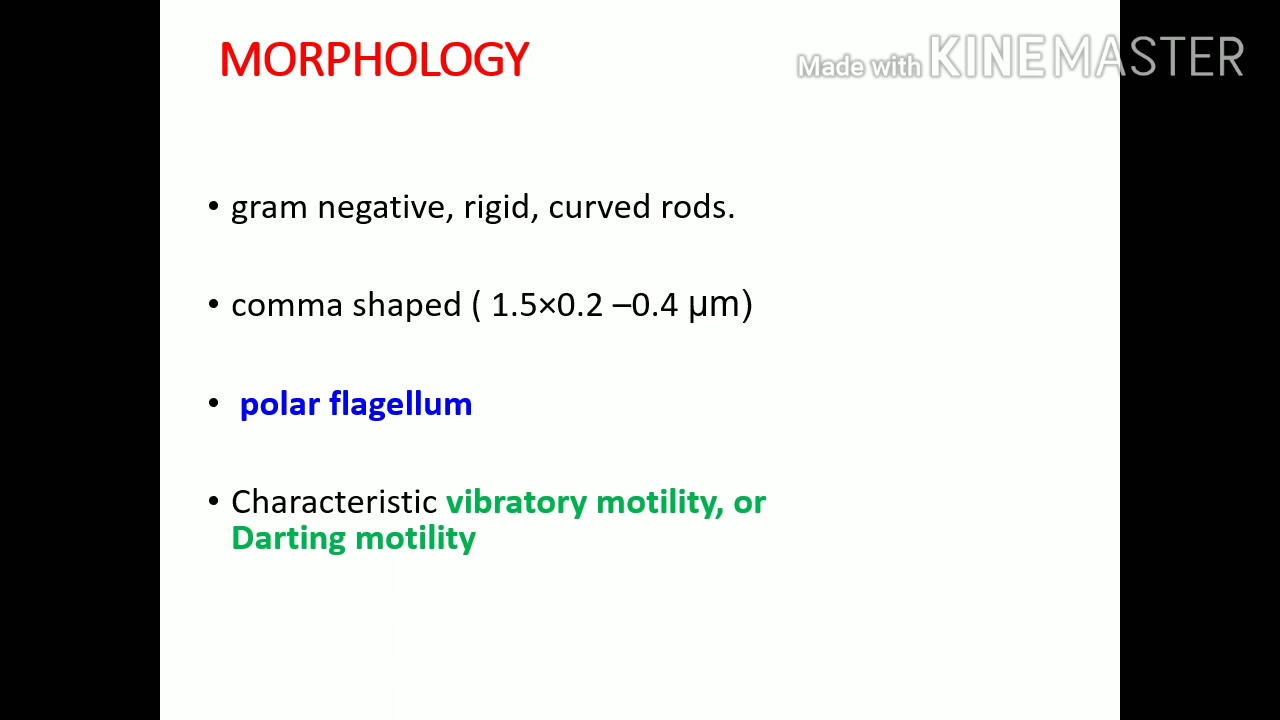 MORPHOLOGY
Made with KINEMASTER
• gram negative, rigid, curved rods.
• comma shaped ( 1.5×0.2 –0.4 µm)
• polar flagellum
• Characteristic vibratory motility, or
Darting motility